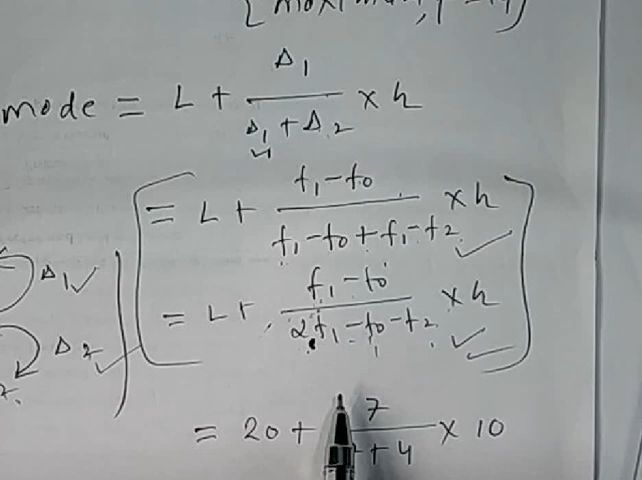 mode = L + Δ₁ / (Δ₁ + Δ₂) × h
= L + (f₁ - f₀) / (f₁ - f₀ + f₁ - f₂) × h
Δ₁
= L + (f₁ - f₀) / (2f₁ - f₀ - f₂) × h
Δ₂
= 20 + 7 / + 4 × 10